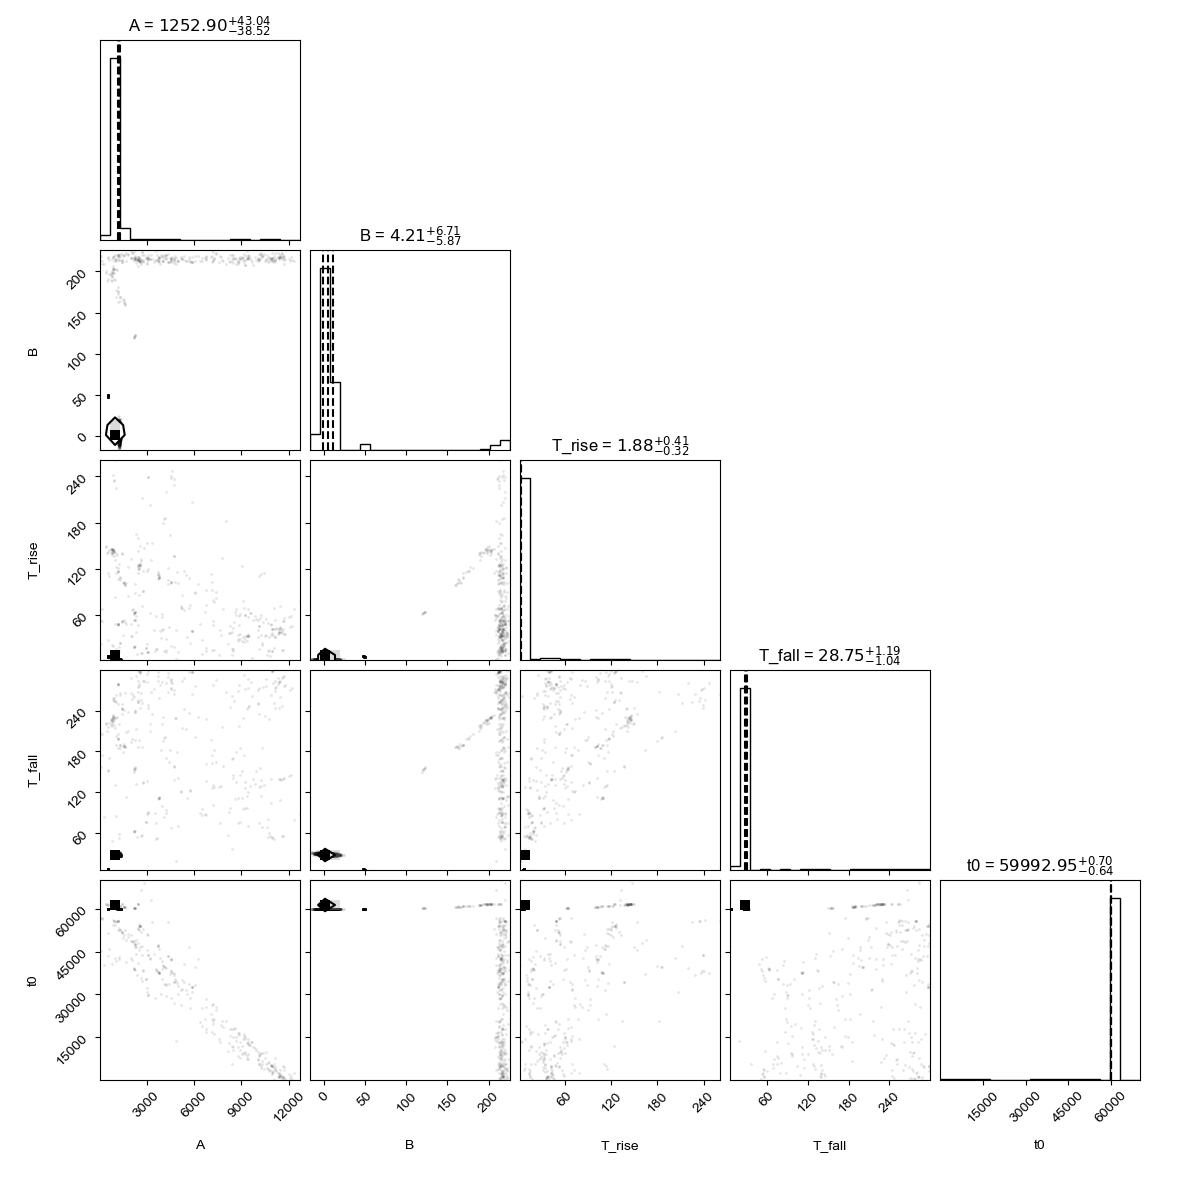 A = 1252.90+43.04−38.52
B = 4.21+6.71−5.87
200
150
100
50
0
B
T_rise = 1.88+0.41−0.32
240
180
120
60
T_rise
T_fall = 28.75+1.19−1.04
240
180
120
60
T_fall
t0 = 59992.95+0.70−0.64
60000
45000
30000
15000
t0
3000 6000 9000 12000 0 50 100 150 200 60 120 180 240 60 120 180 240 15000 30000 45000 60000
A B T_rise T_fall t0